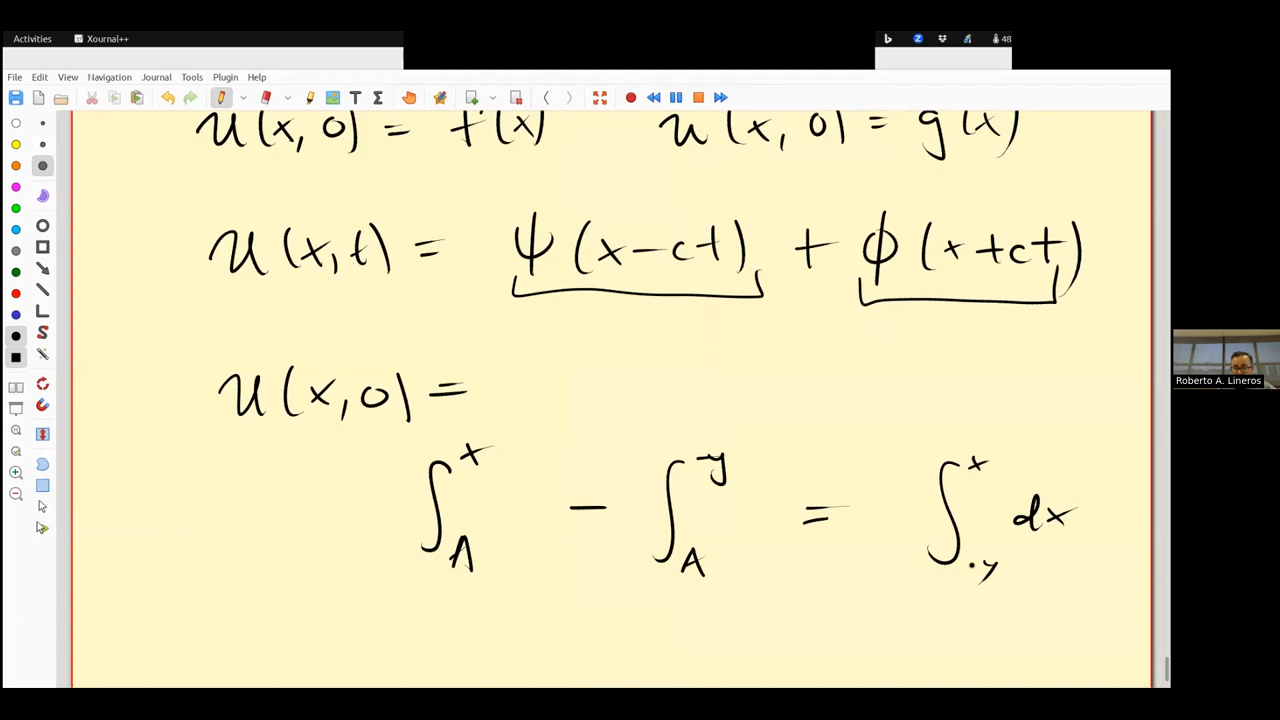 Activities Xournal++ 48
File Edit View Navigation Journal Tools Plugin Help
u(x, 0) = f(x) u(x, 0) = g(x)
u(x,t) = ψ(x-ct) + ϕ(x+ct)
u(x,0) =
∫_A^x - ∫_A^y = ∫_y^x dx
Roberto A. Lineros